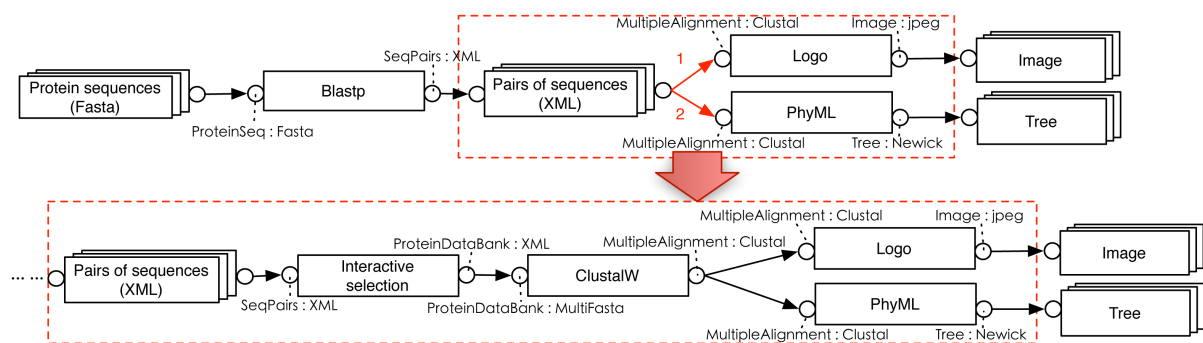 MultipleAlignment : Clustal
Image : jpeg
SeqPairs : XML
1
Logo
Image
Protein sequences
(Fasta)
Blastp
Pairs of sequences
(XML)
2
PhyML
Tree
ProteinSeq : Fasta
MultipleAlignment : Clustal
Tree : Newick
MultipleAlignment : Clustal
Image : jpeg
ProteinDataBank : XML
MultipleAlignment : Clustal
Logo
Image
... ...
Pairs of sequences
(XML)
Interactive
selection
ClustalW
SeqPairs : XML
ProteinDataBank : MultiFasta
PhyML
Tree
MultipleAlignment : Clustal
Tree : Newick